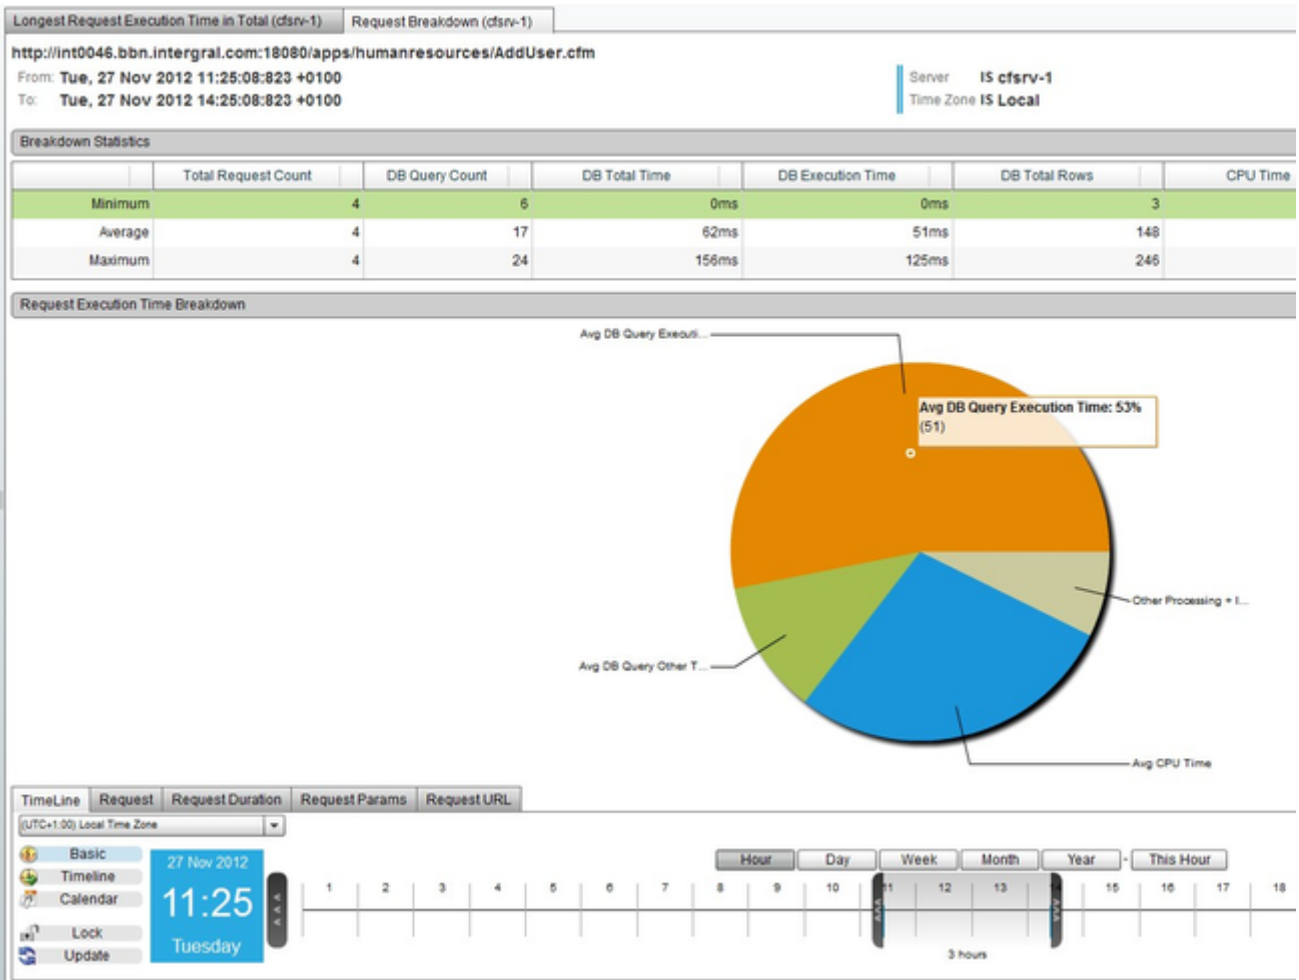 Longest Request Execution Time in Total (cfsrv-1) Request Breakdown (cfsrv-1)
http://int0046.bbn.intergral.com:18080/apps/humanresources/AddUser.cfm
From: Tue, 27 Nov 2012 11:25:08:823 +0100 Server IS cfsrv-1
To: Tue, 27 Nov 2012 14:25:08:823 +0100 Time Zone IS Local
Breakdown Statistics
Total Request Count DB Query Count DB Total Time DB Execution Time DB Total Rows CPU Time
Minimum 4 6 0ms 0ms 3
Average 4 17 62ms 51ms 148
Maximum 4 24 156ms 125ms 246
Request Execution Time Breakdown
Avg DB Query Executi...
Avg DB Query Execution Time: 53%
(51)
Other Processing + I...
Avg DB Query Other T...
Avg CPU Time
TimeLine Request Request Duration Request Params Request URL
(UTC+1:00) Local Time Zone
Basic 27 Nov 2012 Hour Day Week Month Year - This Hour
Timeline
1 2 3 4 5 6 7 8 9 10 11 12 13 14 15 16 17 18
Calendar 11:25
Lock
Update Tuesday 3 hours